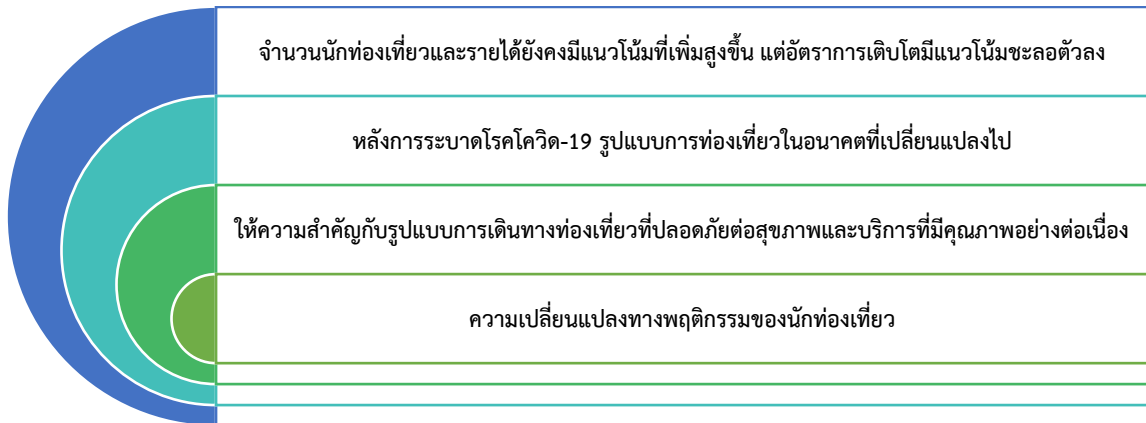 จำนวนนักท่องเที่ยวและรายได้ยังคงมีแนวโน้มที่เพิ่มสูงขึ้น แต่อัตราการเติบโตมีแนวโน้มชะลอตัวลง
หลังการระบาดโรคโควิด-19 รูปแบบการท่องเที่ยวในอนาคตที่เปลี่ยนแปลงไป
ให้ความสำคัญกับรูปแบบการเดินทางท่องเที่ยวที่ปลอดภัยต่อสุขภาพและบริการที่มีคุณภาพอย่างต่อเนื่อง
ความเปลี่ยนแปลงทางพฤติกรรมของนักท่องเที่ยว